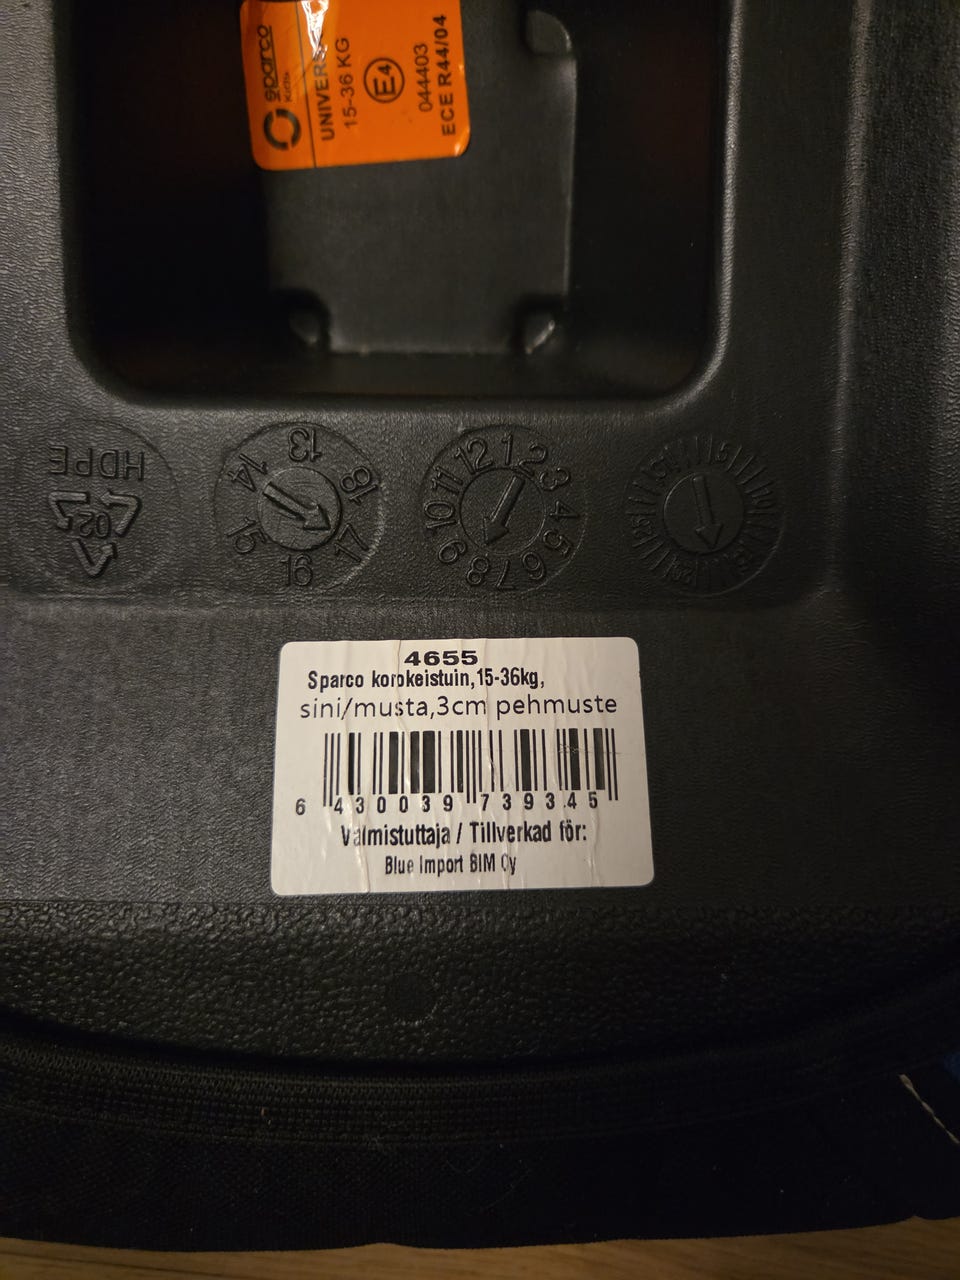 sparco
Kids
UNIVERS
15-36 KG
E4
044403
ECE R44/04
HDPE
02
13
14
18
15
17
16
12
1
2
11
3
10
4
9
5
8
7
6
4655
Sparco korokeistuin,15-36kg,
sini/musta,3cm pehmuste
6 430039 739345
Valmistuttaja / Tillverkad för:
Blue Import BIM Oy